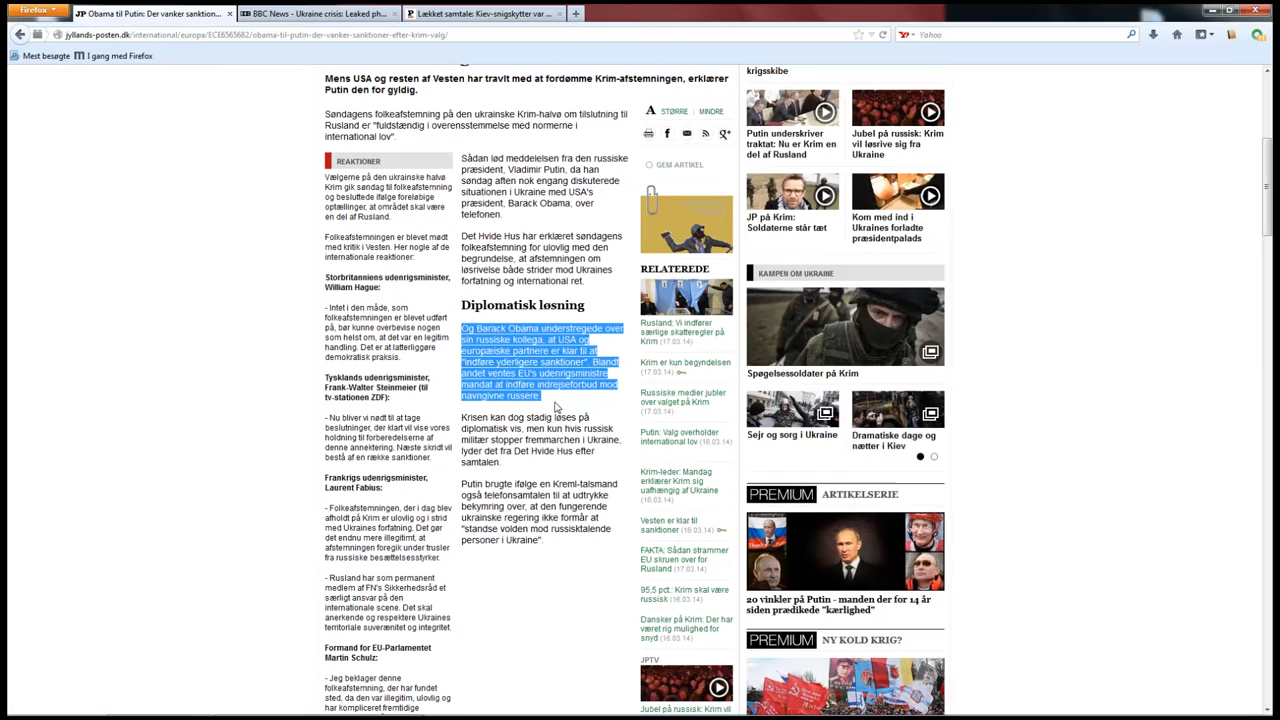 Firefox
JP Obama til Putin: Der vanker sanktion...
BBC News - Ukraine crisis: Leaked ph...
Lækket samtale: Kiev-snigskytter var ...
jyllands-posten.dk/international/europa/ECE6565682/obama-til-putin-der-vanker-sanktioner-efter-krim-valg/
Yahoo
Mest besøgte
I gang med Firefox
Mens USA og resten af Vesten har travlt med at fordømme Krim-afstemningen, erklærer
Putin den for gyldig.
Søndagens folkeafstemning på den ukrainske Krim-halvø om tilslutning til
Rusland er "fuldstændig i overensstemmelse med normerne i
international lov".
REAKTIONER
Vælgerne på den ukrainske halvø
Krim gik søndag til folkeafstemning
og besluttede ifølge foreløbige
optællinger, at området skal være
en del af Rusland.
Folkeafstemningen er blevet mødt
med kritik i Vesten. Her nogle af de
internationale reaktioner:
Storbritanniens udenrigsminister,
William Hague:
- Intet i den måde, som
folkeafstemningen er blevet udført
på, bør kunne overbevise nogen
som helst om, at det var en legitim
handling. Det er at latterliggøre
demokratisk praksis.
Tysklands udenrigsminister,
Frank-Walter Steinmeier (til
tv-stationen ZDF):
- Nu bliver vi nødt til at tage
beslutninger, der klart vil vise vores
holdning til forberedelserne af
denne annektering. Næste skridt vil
bestå af en række sanktioner.
Frankrigs udenrigsminister,
Laurent Fabius:
- Folkeafstemningen, der i dag blev
afholdt på Krim er ulovlig og i strid
med Ukraines forfatning. Det gør
det endnu mere illegitimt, at
afstemningen foregik under trusler
fra russiske besættelsesstyrker.
- Rusland har som permanent
medlem af FN's Sikkerhedsråd et
særligt ansvar på den
internationale scene. Det skal
anerkende og respektere Ukraines
territoriale suverænitet og integritet.
Formand for EU-Parlamentet
Martin Schulz:
- Jeg beklager denne
folkeafstemning, der har fundet
sted, da den var illegitim, ulovlig og
har kompliceret fremtidige
Sådan lød meddelelsen fra den russiske
præsident, Vladimir Putin, da han
søndag aften nok engang diskuterede
situationen i Ukraine med USA's
præsident, Barack Obama, over
telefonen.
Det Hvide Hus har erklæret søndagens
folkeafstemning for ulovlig med den
begrundelse, at afstemningen om
løsrivelse både strider mod Ukraines
forfatning og international ret.
Diplomatisk løsning
Og Barack Obama understregede over
sin russiske kollega, at USA og
europæiske partnere er klar til at
"indføre yderligere sanktioner". Blandt
andet ventes EU's udenrigsministre
mandat at indføre indrejseforbud mod
navngivne russere.
Krisen kan dog stadig løses på
diplomatisk vis, men kun hvis russisk
militær stopper fremmarchen i Ukraine,
lyder det fra Det Hvide Hus efter
samtalen.
Putin brugte ifølge en Kreml-talsmand
også telefonsamtalen til at udtrykke
bekymring over, at den fungerende
ukrainske regering ikke formår at
"standse volden mod russisktalende
personer i Ukraine".
A STØRRE | MINDRE
GEM ARTIKEL
RELATEREDE
Rusland: Vi indfører
særlige skatteregler på
Krim (17.03.14)
Krim er kun begyndelsen
(17.03.14)
Russiske medier jubler
over valget på Krim
(17.03.14)
Putin: Valg overholder
international lov (16.03.14)
Krim-leder: Mandag
erklærer Krim sig
uafhængig af Ukraine
(16.03.14)
Vesten er klar til
sanktioner (16.03.14)
FAKTA: Sådan strammer
EU skruen over for
Rusland (17.03.14)
95,5 pct.: Krim skal være
russisk (16.03.14)
Dansker på Krim: Der har
været rig mulighed for
snyd (16.03.14)
JPTV
Jubel på russisk: Krim vil
krigsskibe
Putin underskriver
traktat: Nu er Krim en
del af Rusland
Jubel på russisk: Krim
vil løsrive sig fra
Ukraine
JP på Krim:
Soldaterne står tæt
Kom med ind i
Ukraines forladte
præsidentpalads
KAMPEN OM UKRAINE
Spøgelsessoldater på Krim
Sejr og sorg i Ukraine
Dramatiske dage og
nætter i Kiev
PREMIUM ARTIKELSERIE
20 vinkler på Putin - manden der for 14 år
siden prædikede "kærlighed"
PREMIUM NY KOLD KRIG?